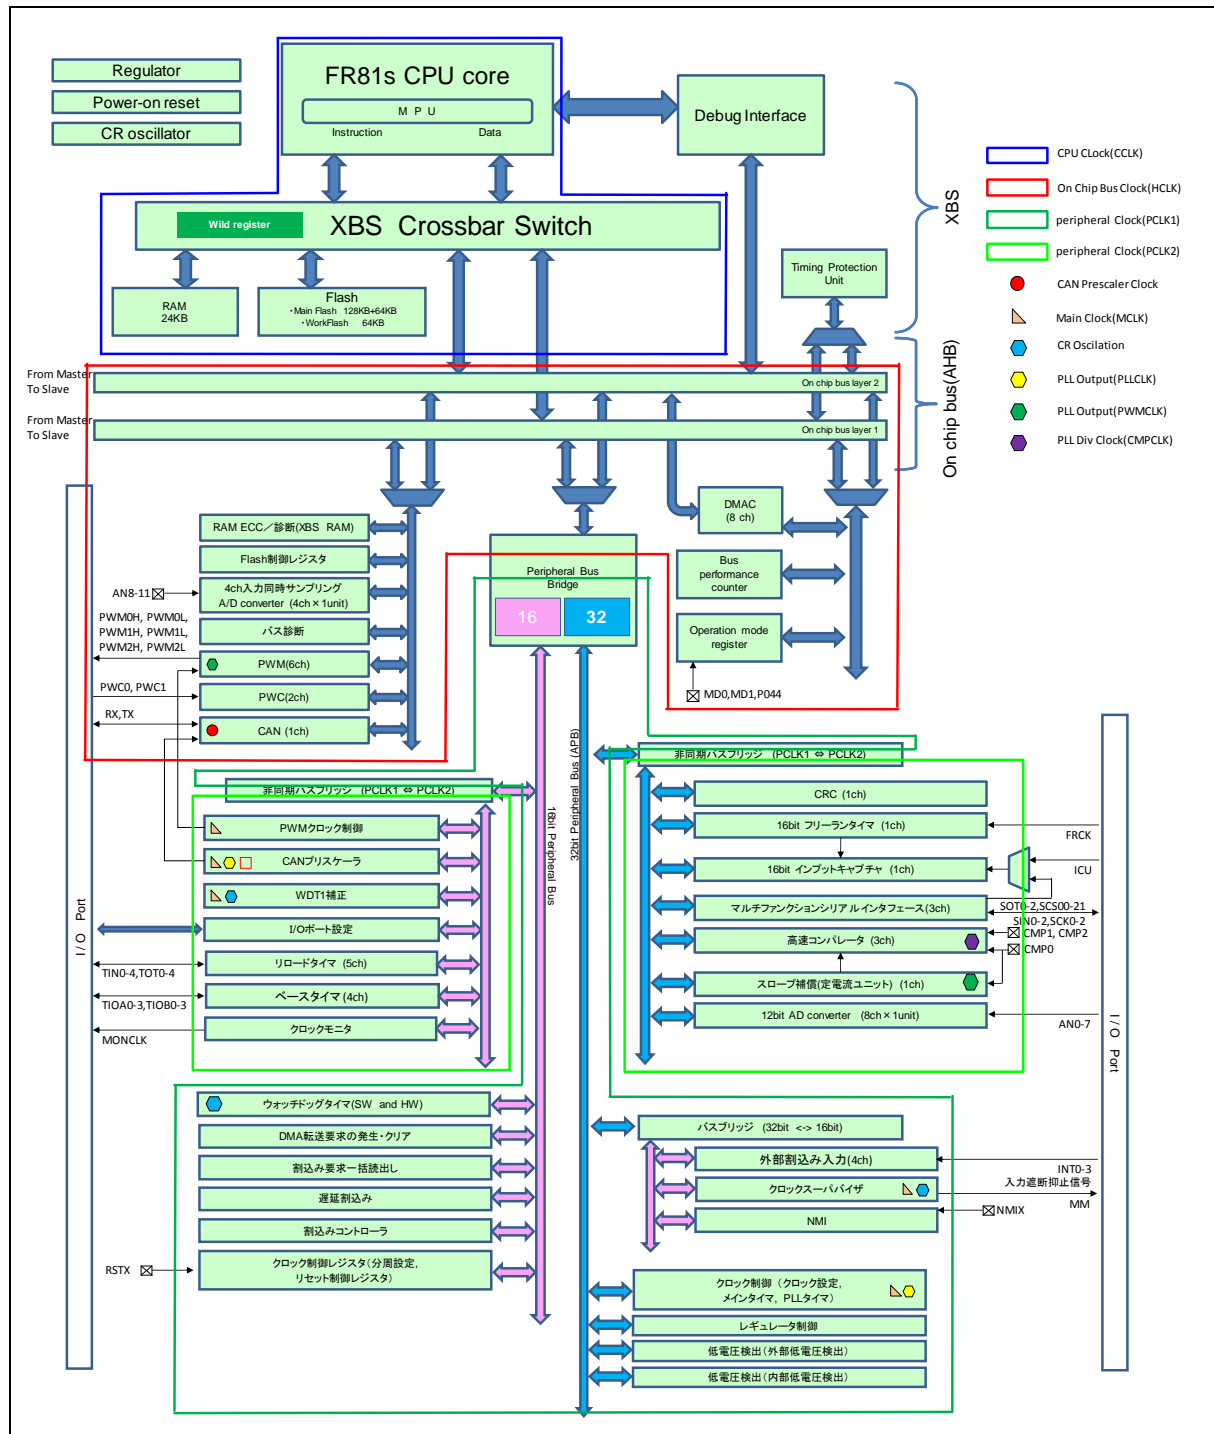 Regulator
Power-on reset
CR oscillator
FR81s CPU core
M P U
Instruction
Data
Debug Interface
XBS
CPU CLock(CCLK)
On Chip Bus Clock(HCLK)
peripheral Clock(PCLK1)
peripheral Clock(PCLK2)
CAN Prescaler Clock
Main Clock(MCLK)
CR Oscilation
PLL Output(PLLCLK)
PLL Output(PWMCLK)
PLL Div Clock(CMPCLK)
Wild register
XBS Crossbar Switch
Timing Protection
Unit
RAM
24KB
Flash
・Main Flash 128KB+64KB
・WorkFlash 64KB
On chip bus(AHB)
From Master
To Slave
On chip bus layer 2
From Master
To Slave
On chip bus layer 1
I/O Port
RAM ECC／診断(XBS RAM)
Flash制御レジスタ
AN8-11
4ch入力同時サンプリング
A/D converter (4ch×1unit)
PWM0H, PWM0L,
PWM1H, PWM1L,
PWM2H, PWM2L
バス診断
PWM(6ch)
PWC0, PWC1
PWC(2ch)
RX,TX
CAN (1ch)
Peripheral Bus
Bridge
16
32
DMAC
(8 ch)
Bus
performance
counter
Operation mode
register
MD0,MD1,P044
16bit Peripheral Bus
32bit Peripheral Bus (APB)
非同期バスブリッジ (PCLK1 ⇔ PCLK2)
PWMクロック制御
CANプリスケーラ
WDT1補正
I/Oポート設定
TIN0-4,TOT0-4
リロードタイマ (5ch)
TIOA0-3,TIOB0-3
ベースタイマ (4ch)
MONCLK
クロックモニタ
非同期バスブリッジ (PCLK1 ⇔ PCLK2)
CRC (1ch)
16bit フリーランタイマ (1ch)
FRCK
16bit インプットキャプチャ (1ch)
ICU
マルチファンクションシリアルインタフェース(3ch)
SOT0-2,SCS00-21
SIN0-2,SCK0-2
高速コンパレータ (3ch)
CMP1, CMP2
CMP0
スロープ補償(定電流ユニット) (1ch)
12bit AD converter (8ch×1unit)
AN0-7
I/O Port
ウォッチドッグタイマ(SW and HW)
DMA転送要求の発生・クリア
割込み要求一括読出し
遅延割込み
割込みコントローラ
RSTX
クロック制御レジスタ(分周設定,
リセット制御レジスタ)
バスブリッジ (32bit <-> 16bit)
外部割込み入力(4ch)
INT0-3
クロックスーパバイザ
入力遮断抑止信号
MM
NMI
NMIX
クロック制御 (クロック設定,
メインタイマ, PLLタイマ)
レギュレータ制御
低電圧検出(外部低電圧検出)
低電圧検出(内部低電圧検出)